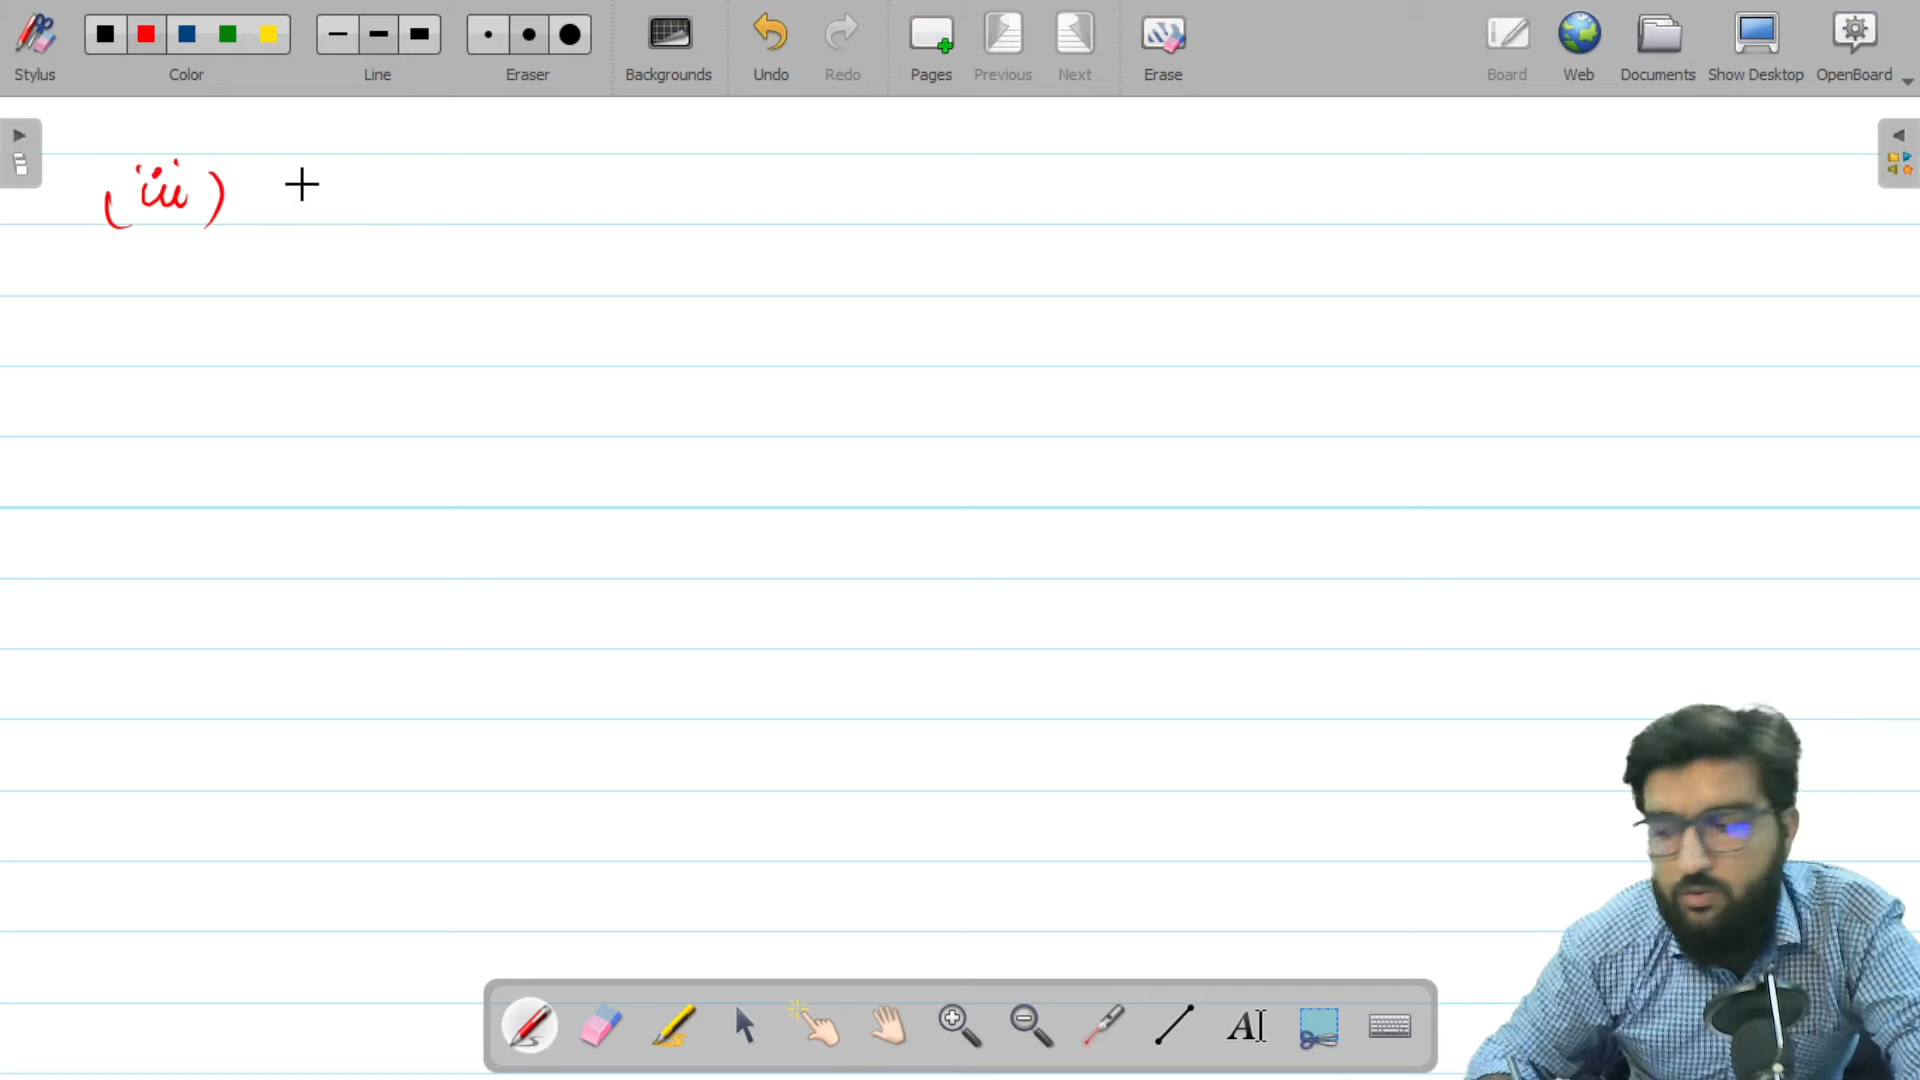 Stylus Color Line Eraser Backgrounds Undo Redo Pages Previous Next Erase Board Web Documents Show Desktop OpenBoard
(iii)
A